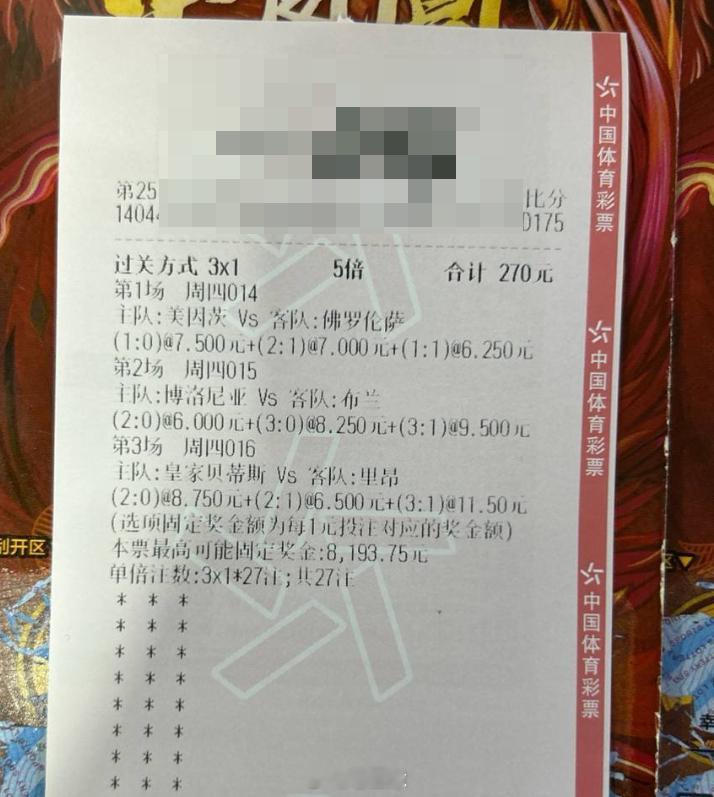 第25
比分
1404
0175
过关方式 3x1 5倍 合计 270元
第1场 周四014
主队:美因茨 Vs 客队:佛罗伦萨
(1:0)@7.500元+(2:1)@7.000元+(1:1)@6.250元
第2场 周四015
主队:博洛尼亚 Vs 客队:布兰
(2:0)@6.000元+(3:0)@8.250元+(3:1)@9.500元
第3场 周四016
主队:皇家贝蒂斯 Vs 客队:里昂
(2:0)@8.750元+(2:1)@6.500元+(3:1)@11.50元
(选项固定奖金额为每1元投注对应的奖金额)
本票最高可能固定奖金:8,193.75元
单倍注数:3x1*27注;共27注
* * *
* * *
* * *
* * *
* * *
* * *
* * *
* * *
中国体育彩票
中国体育彩票
中国体育彩票
刮开区
幸